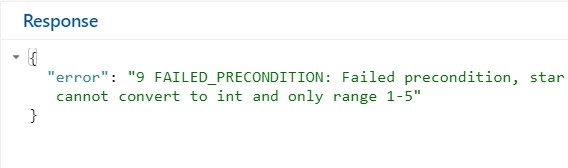 Response
{
"error": "9 FAILED_PRECONDITION: Failed precondition, star
cannot convert to int and only range 1-5"
}